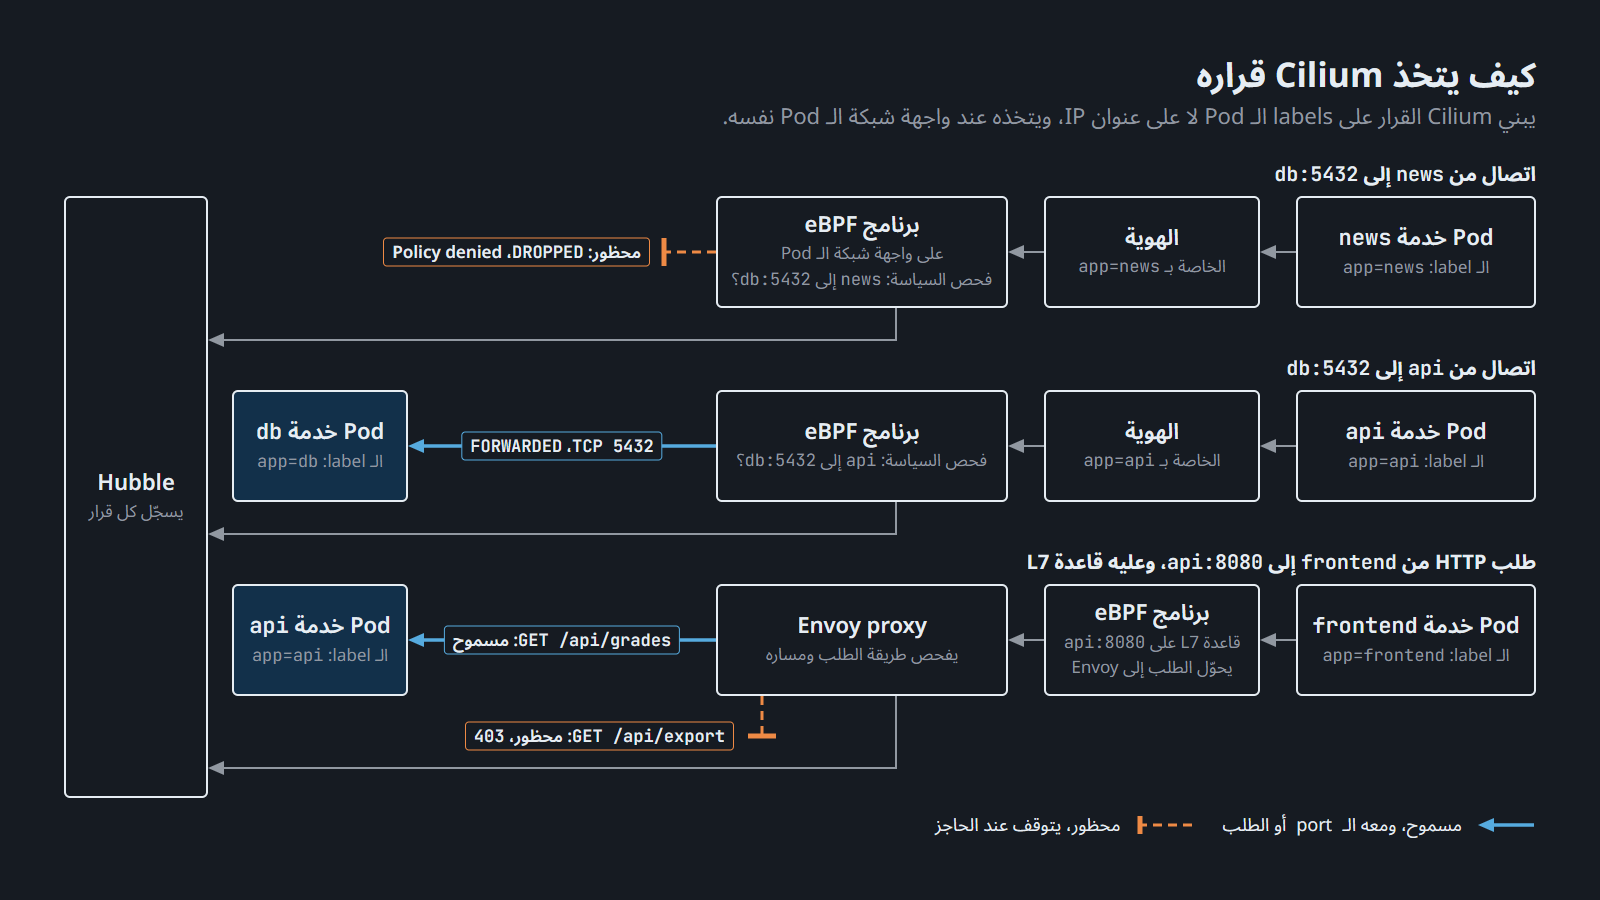 كيف يتخذ Cilium قراره
يبني Cilium القرار على labels الـ Pod لا على عنوان IP، ويتخذه عند واجهة شبكة الـ Pod نفسه.
اتصال من news إلى db:5432
Pod خدمة news
الـ label: app=news
الهوية
الخاصة بـ app=news
برنامج eBPF
على واجهة شبكة الـ Pod
فحص السياسة: news إلى db:5432؟
محظور: DROPPED، Policy denied
اتصال من api إلى db:5432
Pod خدمة api
الـ label: app=api
الهوية
الخاصة بـ app=api
برنامج eBPF
فحص السياسة: api إلى db:5432؟
FORWARDED، TCP 5432
Pod خدمة db
الـ label: app=db
طلب HTTP من frontend إلى api:8080، وعليه قاعدة L7
Pod خدمة frontend
الـ label: app=frontend
برنامج eBPF
قاعدة L7 على api:8080
يحوّل الطلب إلى Envoy
Envoy proxy
يفحص طريقة الطلب ومساره
GET /api/grades: مسموح
Pod خدمة api
الـ label: app=api
GET /api/export: محظور، 403
Hubble
يسجّل كل قرار
مسموح، ومعه الـ port أو الطلب
محظور، يتوقف عند الحاجز